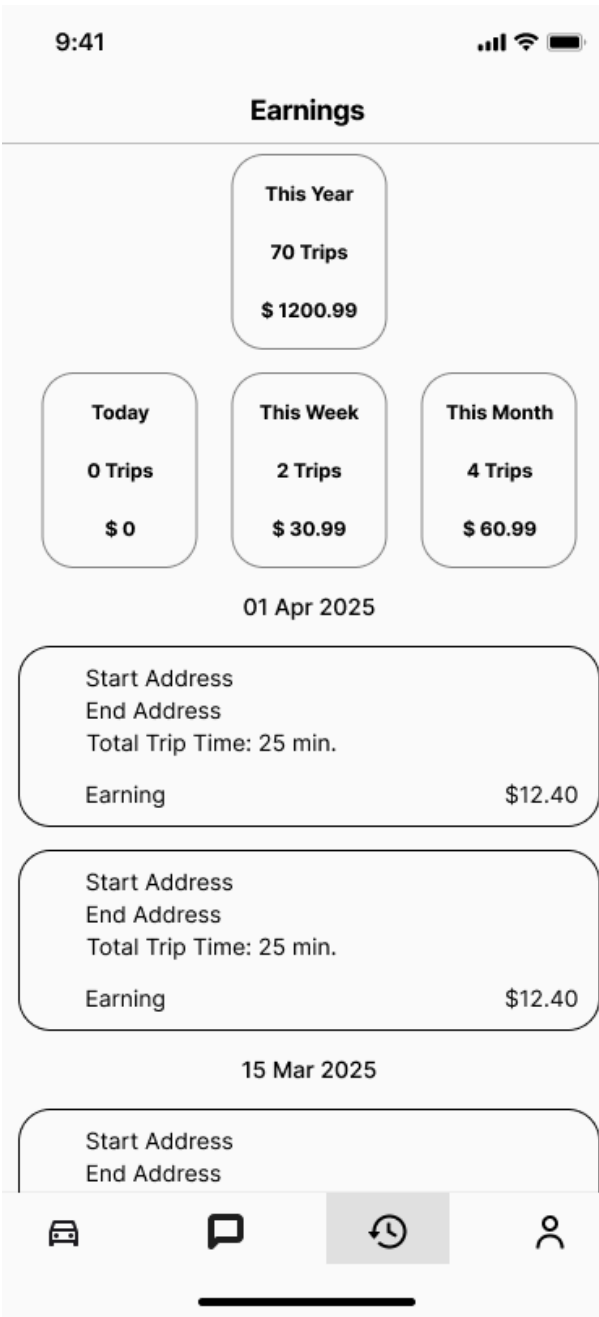 9:41
Earnings
This Year
70 Trips
$ 1200.99
Today
0 Trips
$ 0
This Week
2 Trips
$ 30.99
This Month
4 Trips
$ 60.99
01 Apr 2025
Start Address
End Address
Total Trip Time: 25 min.
Earning $12.40
Start Address
End Address
Total Trip Time: 25 min.
Earning $12.40
15 Mar 2025
Start Address
End Address